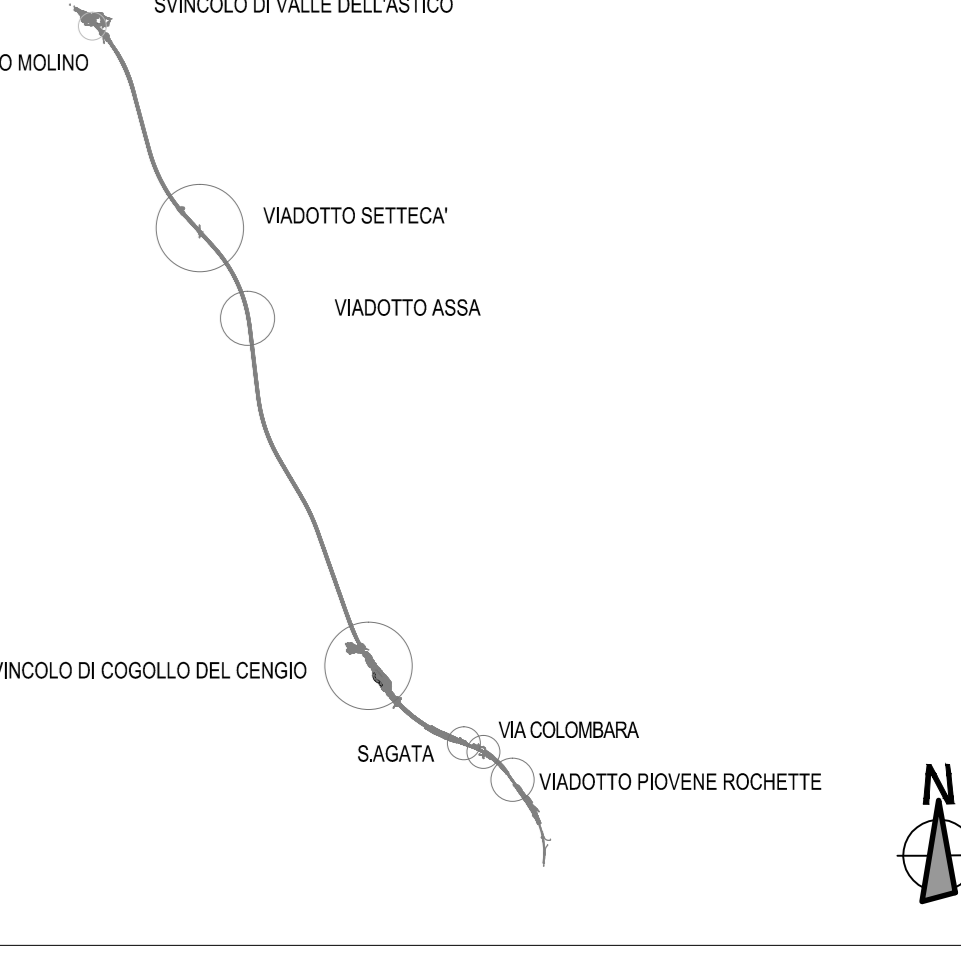 SVINCOLO DI VALLE DELL'ASTICO
O MOLINO
VIADOTTO SETTECA'
VIADOTTO ASSA
VINCOLO DI COGOLLO DEL CENGIO
VIA COLOMBARA
S.AGATA
VIADOTTO PIOVENE ROCHETTE
N